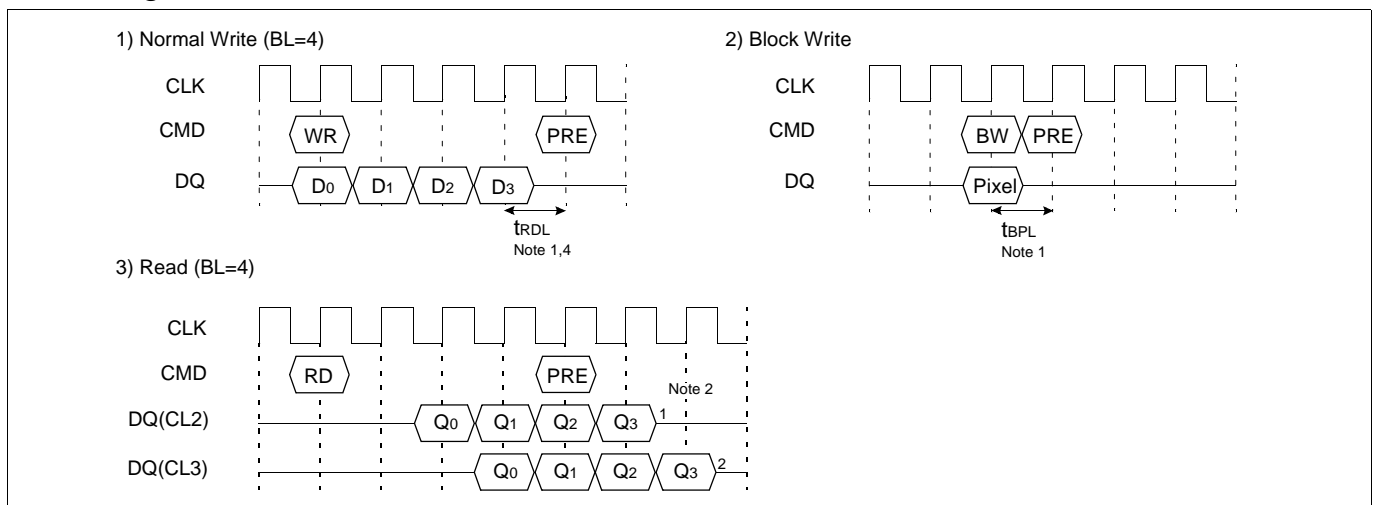 1) Normal Write (BL=4)
CLK
CMD WR PRE
DQ D0 D1 D2 D3
tRDL
Note 1,4
2) Block Write
CLK
CMD BW PRE
DQ Pixel
tBPL
Note 1
3) Read (BL=4)
CLK
CMD RD PRE
Note 2
DQ(CL2) Q0 Q1 Q2 Q3 1
DQ(CL3) Q0 Q1 Q2 Q3 2